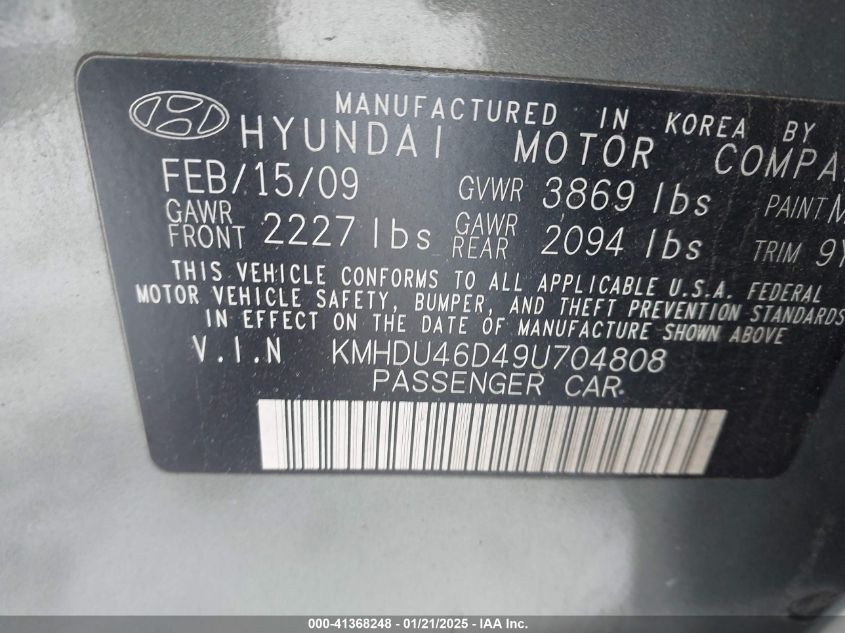 MANUFACTURED IN KOREA BY
HYUNDAI MOTOR COMPA
FEB/15/09 GVWR 3869 lbs PAINT M
GAWR FRONT 2227 lbs GAWR REAR 2094 lbs TRIM 9Y
THIS VEHICLE CONFORMS TO ALL APPLICABLE U.S.A. FEDERAL
MOTOR VEHICLE SAFETY, BUMPER, AND THEFT PREVENTION STANDARDS
IN EFFECT ON THE DATE OF MANUFACTURE SHOWN ABOVE
V.I.N KMHDU46D49U704808
PASSENGER CAR
000-41368248 - 01/21/2025 - IAA Inc.